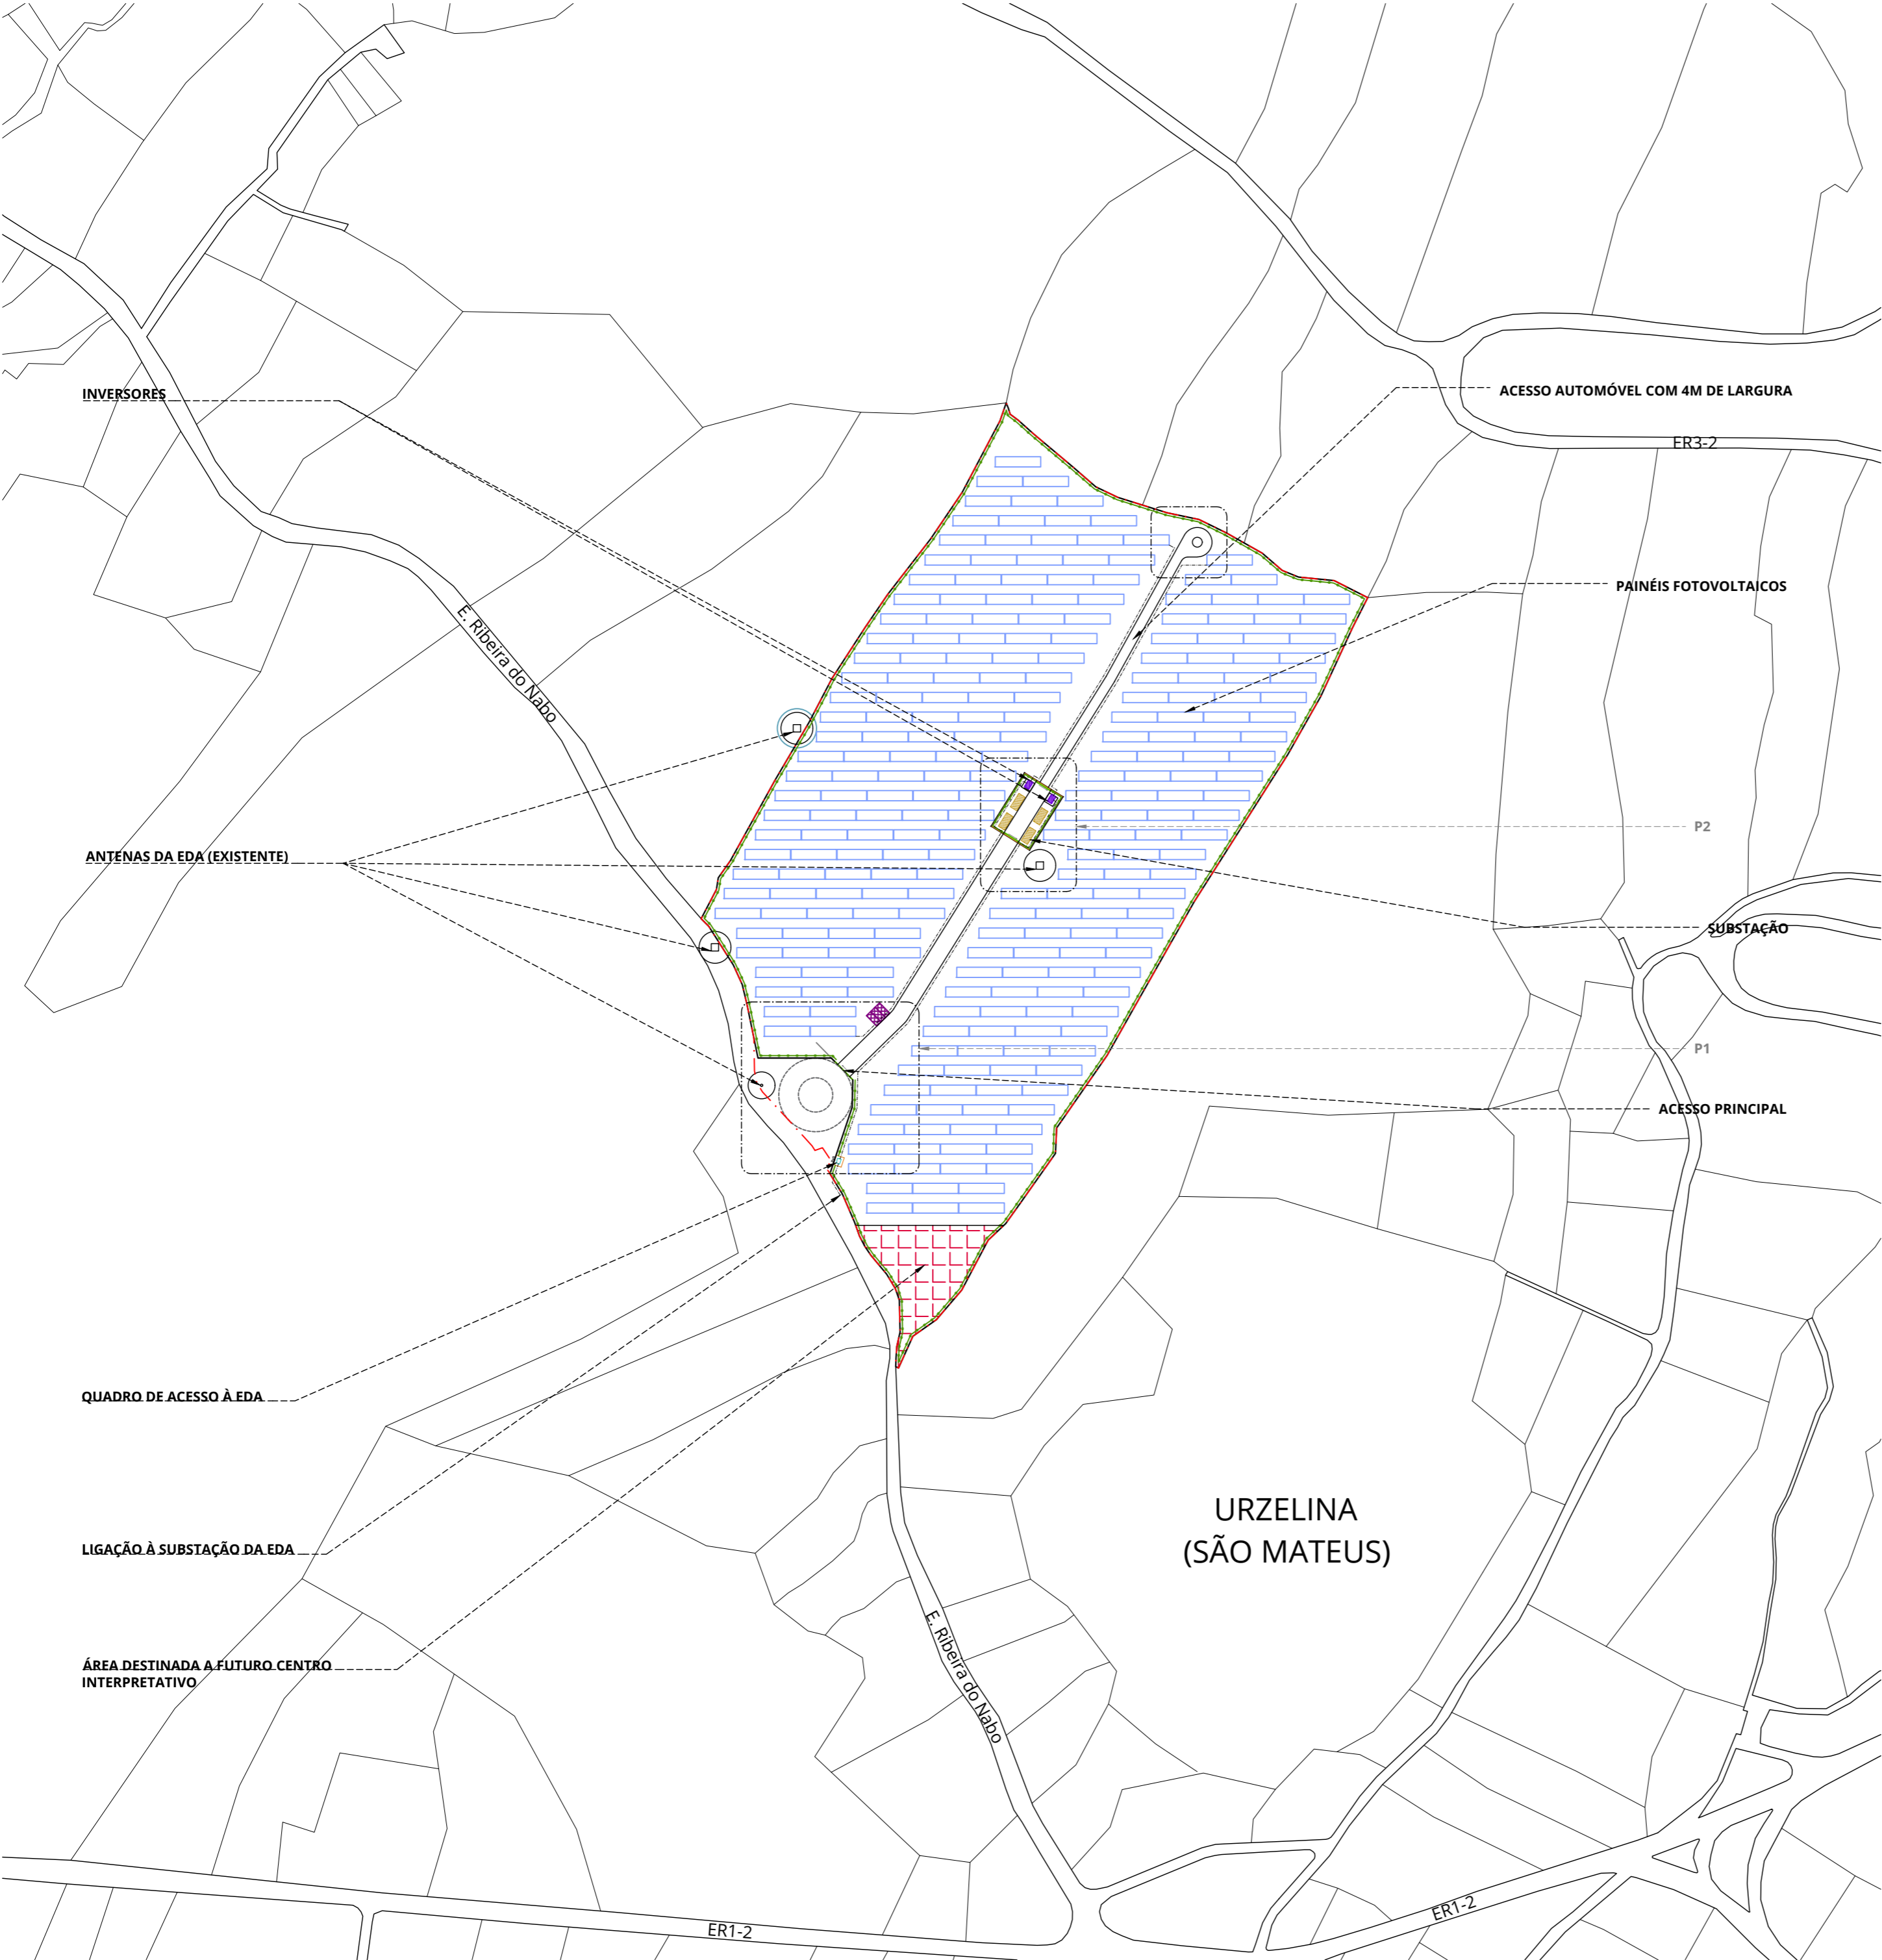 INVERSORES
ACESSO AUTOMÓVEL COM 4M DE LARGURA
ER3-2
PAINÉIS FOTOVOLTAICOS
E. Ribeira do Nabo
P2
ANTENAS DA EDA (EXISTENTE)
SUBSTAÇÃO
P1
ACESSO PRINCIPAL
QUADRO DE ACESSO À EDA
URZELINA
(SÃO MATEUS)
LIGAÇÃO À SUBSTAÇÃO DA EDA
E. Ribeira do Nabo
ÁREA DESTINADA A FUTURO CENTRO
INTERPRETATIVO
ER1-2
ER1-2